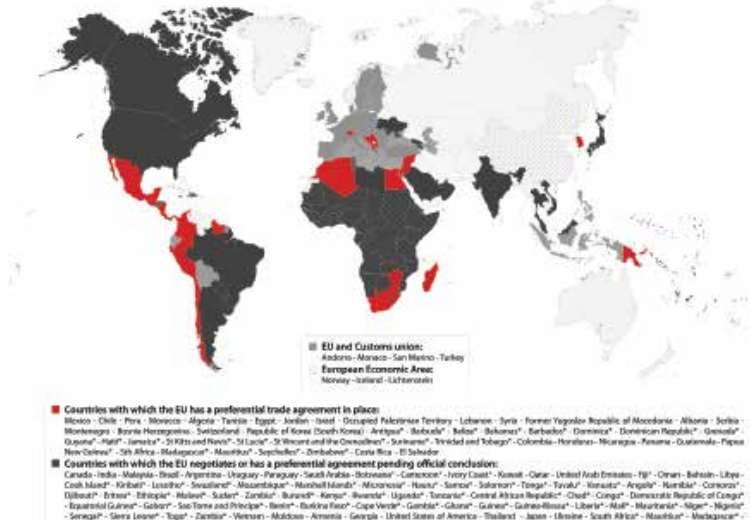 EU and Customs union:
Andorra - Monaco - San Marino - Turkey
European Economic Area:
Norway - Iceland - Lichtenstein
Countries with which the EU has a preferential trade agreement in place:
Mexico - Chile - Peru - Morocco - Algeria - Tunisia - Egypt - Jordan - Israel - Occupied Palestinian Territory - Lebanon - Syria - Former Yugoslav Republic of Macedonia - Albania - Serbia -
Montenegro - Bosnia Herzegovina - Switzerland - Republic of Korea (South Korea) - Antigua* - Barbuda* - Belize* - Bahamas* - Barbados* - Dominica* - Dominican Republic* - Grenada* -
Guyana* - Haiti* - Jamaica* - St Kitts and Nevis* - St Lucia* - St Vincent and the Grenadines* - Suriname* - Trinidad and Tobago* - Colombia - Honduras - Nicaragua - Panama - Guatemala - Papua
New Guinea* - Sth Africa - Madagascar* - Mauritius* - Seychelles* - Zimbabwe* - Costa Rica - El Salvador
Countries with which the EU negotiates or has a preferential agreement pending official conclusion:
Canada - India - Malaysia - Brazil - Argentina - Uruguay - Paraguay - Saudi Arabia - Botswana* - Cameroon* - Ivory Coast* - Kuwait - Qatar - United Arab Emirates - Fiji* - Oman - Bahrain - Libya -
Cook Island* - Kiribati* - Lesotho* - Swaziland* - Mozambique* - Marshall Islands* - Micronesia* - Nauru* - Samoa* - Solomon* - Tonga* - Tuvalu* - Vanuatu* - Angola* - Namibia* - Comoros* -
Djibouti* - Eritrea* - Ethiopia* - Malawi* - Sudan* - Zambia* - Burundi* - Kenya* - Rwanda* - Uganda* - Tanzania* - Central African Republic* - Chad* - Congo* - Democratic Republic of Congo*
- Equatorial Guinea* - Gabon* - Sao Tome and Principe* - Benin* - Burkina Faso* - Cape Verde* - Gambia* - Ghana* - Guinea* - Guinea-Bissau* - Liberia* - Mali* - Mauritania* - Niger* - Nigeria*
- Senegal* - Sierra Leone* - Togo* - Zambia* - Vietnam - Moldova - Armenia - Georgia - United States of America - Thailand - Japan - Ukraine - South Africa* - Mauritius* - Madagascar*